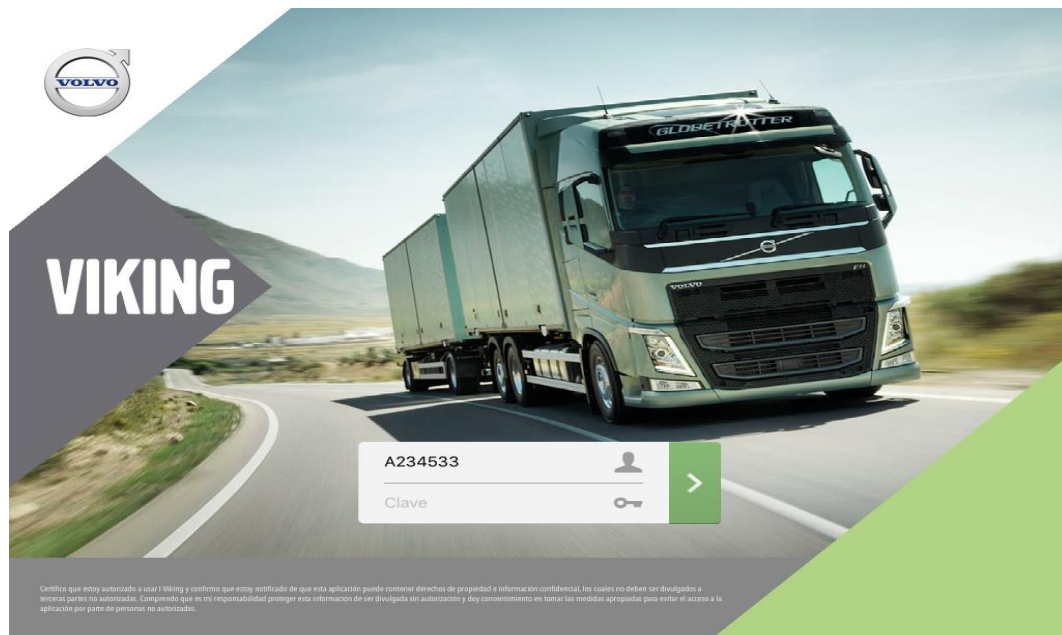 VOLVO
GLOBETROTTER
VOLVO
VIKING
A234533
Clave
Certifico que estoy autorizado a usar I-Viking y confirmo que estoy notificado de que esta aplicación puede contener derechos de propiedad e información confidencial, los cuales no deben ser divulgados a
terceras partes no autorizadas. Comprendo que es mi responsabilidad proteger esta información de ser divulgada sin autorización y doy consentimiento en tomar las medidas apropiadas para evitar el acceso a la
aplicación por parte de personas no autorizadas.